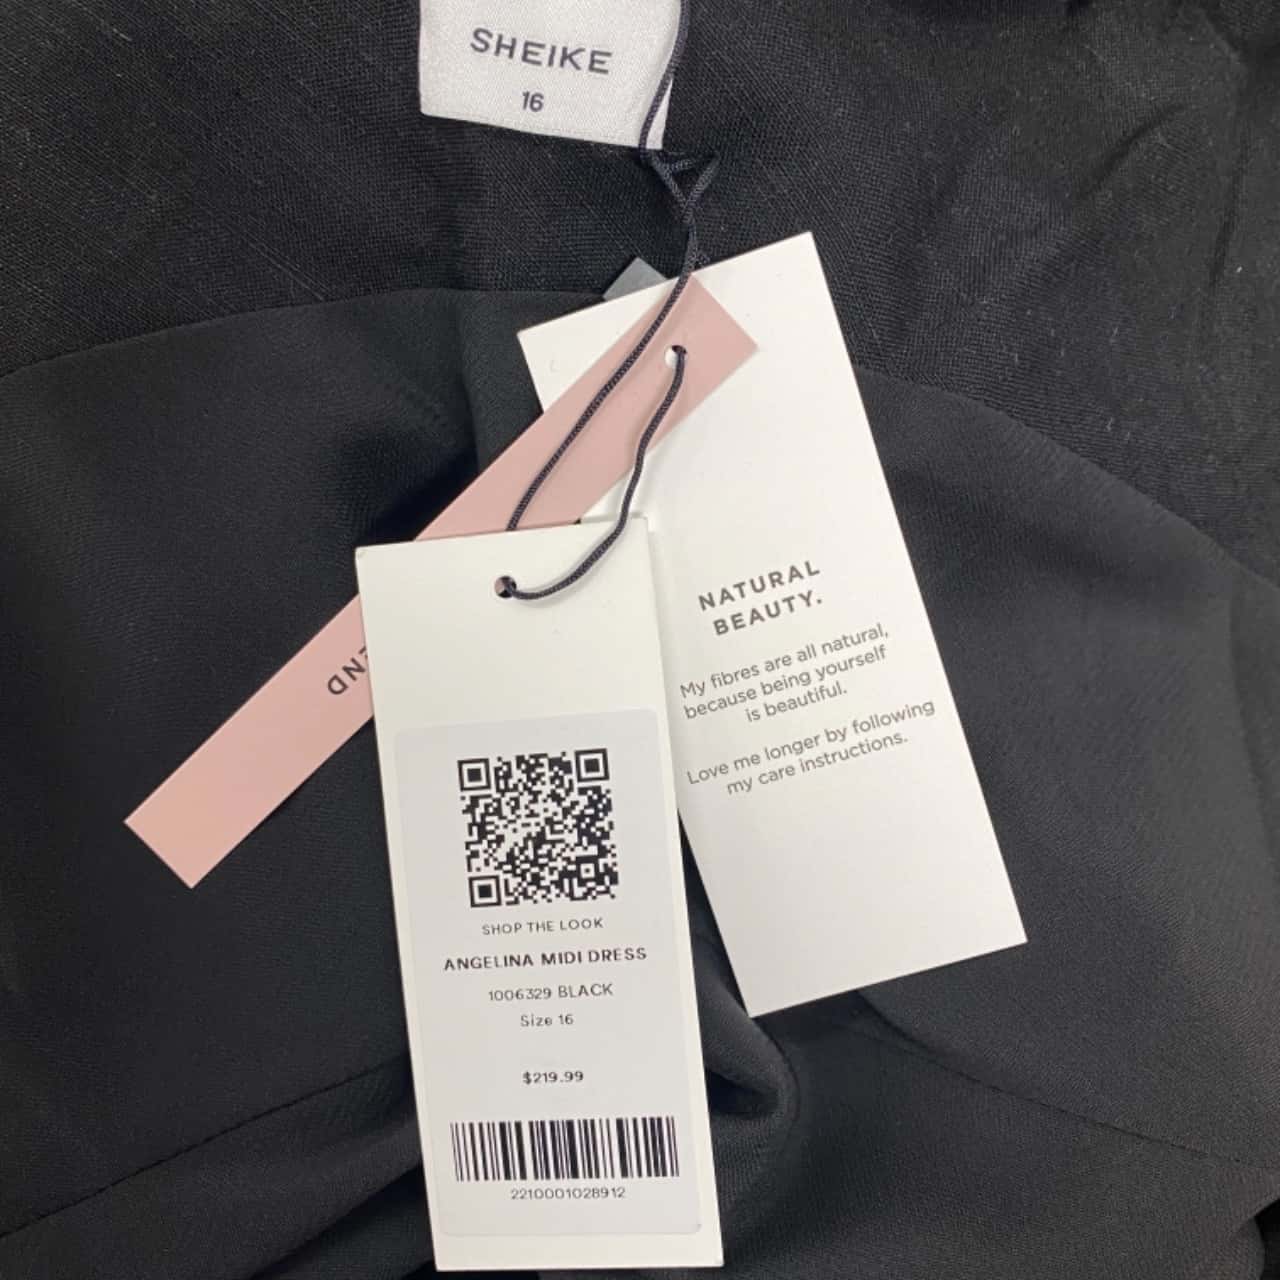 SHEIKE
16
NATURAL
BEAUTY.
My fibres are all natural,
because being yourself
is beautiful.
Love me longer by following
my care instructions.
SHOP THE LOOK
ANGELINA MIDI DRESS
1006329 BLACK
Size 16
$219.99
2210001028912